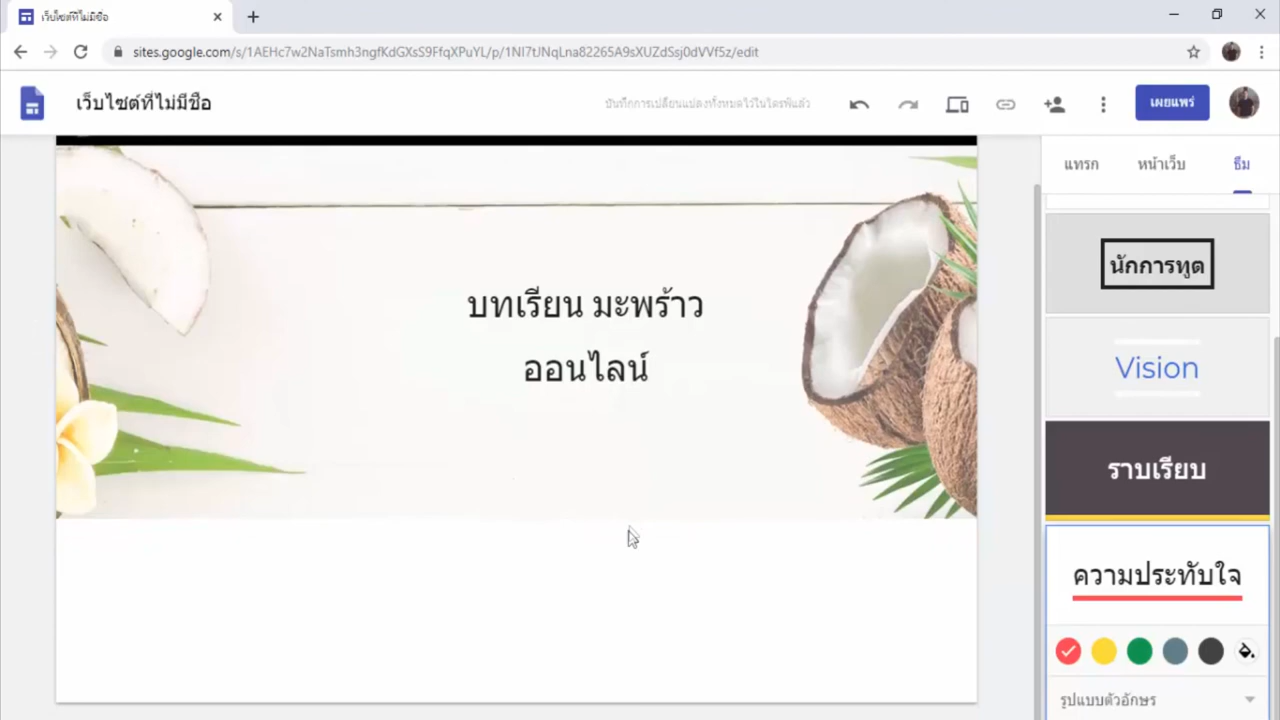 เว็บไซต์ที่ไม่มีชื่อ
sites.google.com/s/1AEHc7w2NaTsmh3ngfKdGXsS9FfqXPuYL/p/1NI7tJNqLna82265A9sXUZdSsj0dVVf5z/edit
เว็บไซต์ที่ไม่มีชื่อ
บันทึกการเปลี่ยนแปลงทั้งหมดไว้ในไดรฟ์แล้ว
เผยแพร่
แทรก
หน้าเว็บ
ธีม
บทเรียน มะพร้าว
ออนไลน์
นักการทูต
Vision
ราบเรียบ
ความประทับใจ
รูปแบบตัวอักษร